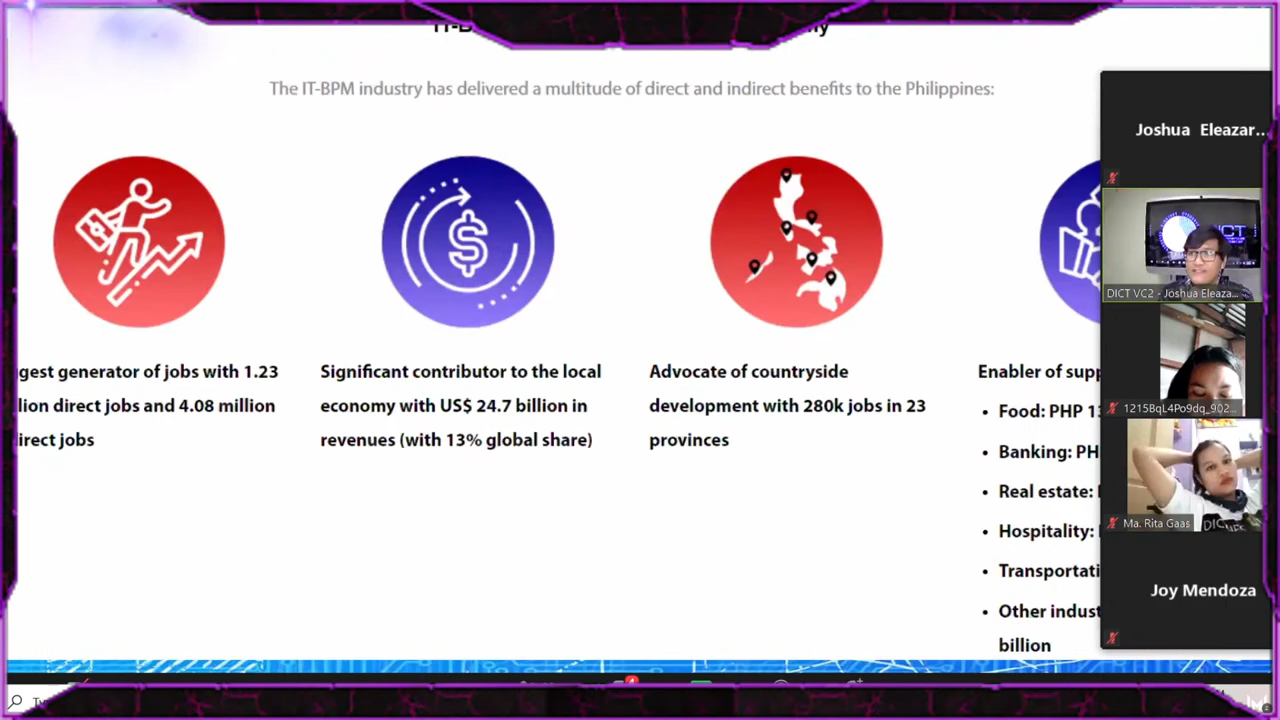 The IT-BPM industry has delivered a multitude of direct and indirect benefits to the Philippines:
gest generator of jobs with 1.23
lion direct jobs and 4.08 million
irect jobs
Significant contributor to the local
economy with US$ 24.7 billion in
revenues (with 13% global share)
Advocate of countryside
development with 280k jobs in 23
provinces
Enabler of supp
• Food: PHP 13
• Banking: PH
• Real estate:
• Hospitality:
• Transportati
• Other indust
billion
Joshua Eleazar...
DICT VC2 - Joshua Eleaza...
1215BqL4Po9dq_902...
Ma. Rita Gaas
Joy Mendoza